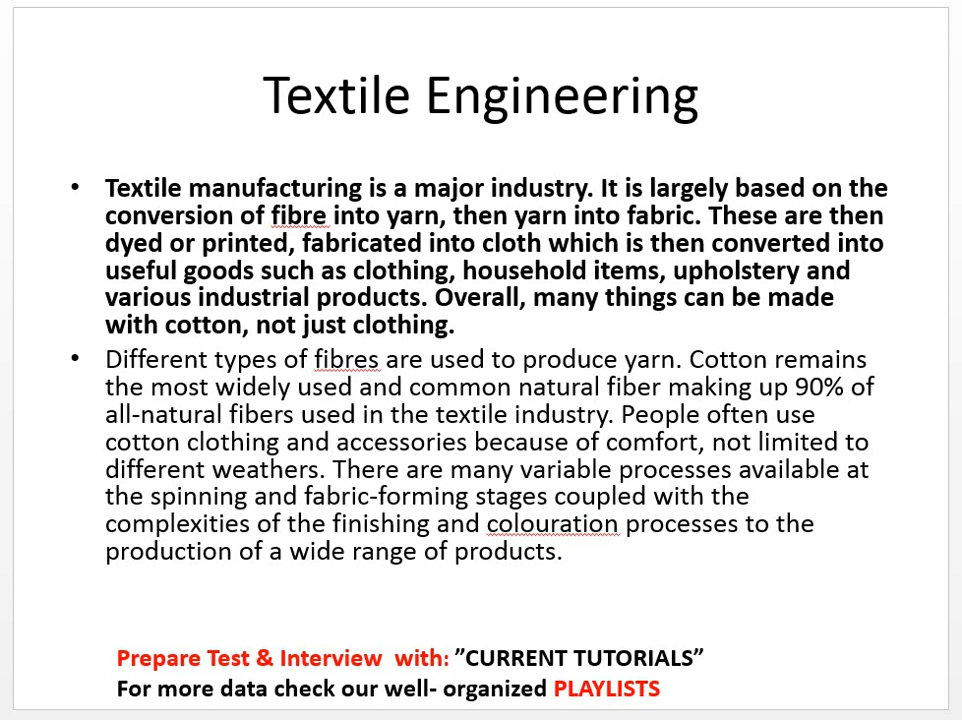 Textile Engineering
• Textile manufacturing is a major industry. It is largely based on the
conversion of fibre into yarn, then yarn into fabric. These are then
dyed or printed, fabricated into cloth which is then converted into
useful goods such as clothing, household items, upholstery and
various industrial products. Overall, many things can be made
with cotton, not just clothing.
• Different types of fibres are used to produce yarn. Cotton remains
the most widely used and common natural fiber making up 90% of
all-natural fibers used in the textile industry. People often use
cotton clothing and accessories because of comfort, not limited to
different weathers. There are many variable processes available at
the spinning and fabric-forming stages coupled with the
complexities of the finishing and colouration processes to the
production of a wide range of products.
Prepare Test & Interview with: ”CURRENT TUTORIALS”
For more data check our well- organized PLAYLISTS